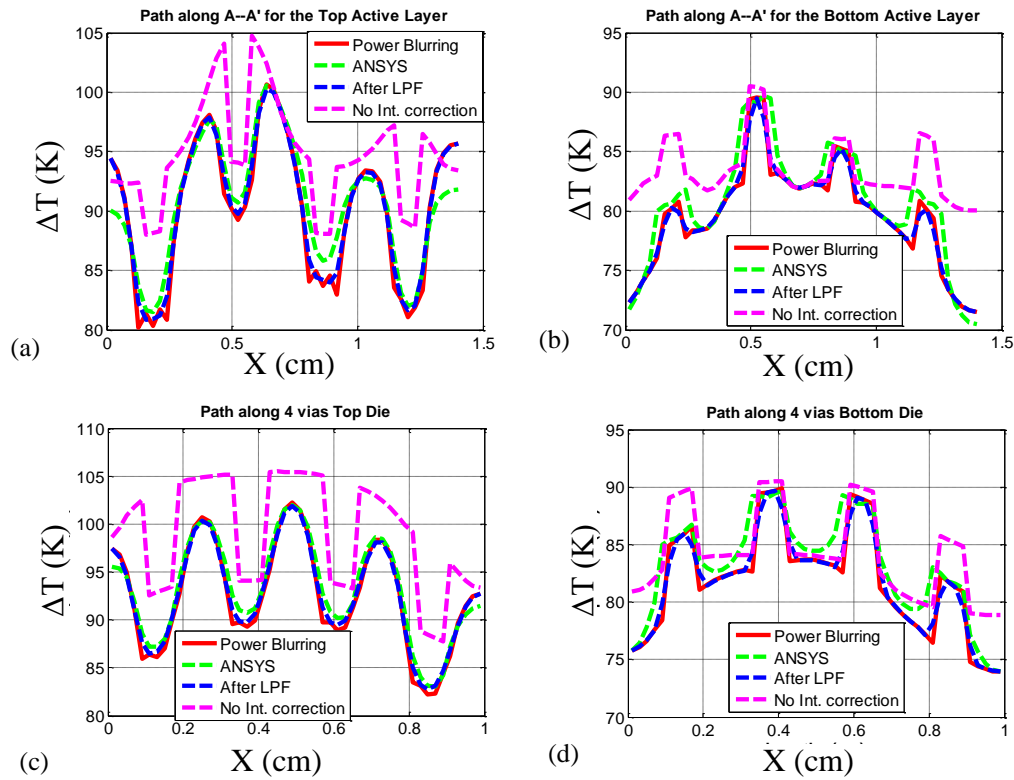 Path along A--A' for the Top Active Layer
105
100
95
90
85
80
ΔT (K)
0
0.5
1
1.5
X (cm)
(a)
Power Blurring
ANSYS
After LPF
No Int. correction
Path along A--A' for the Bottom Active Layer
95
90
85
80
75
70
ΔT (K)
0
0.5
1
1.5
X (cm)
(b)
Power Blurring
ANSYS
After LPF
No Int. correction
Path along 4 vias Top Die
110
105
100
95
90
85
80
ΔT (K)
0
0.2
0.4
0.6
0.8
1
X (cm)
(c)
Power Blurring
ANSYS
After LPF
No Int. correction
Path along 4 vias Bottom Die
95
90
85
80
75
70
ΔT (K)
0
0.2
0.4
0.6
0.8
1
X (cm)
(d)
Power Blurring
ANSYS
After LPF
No Int. correction